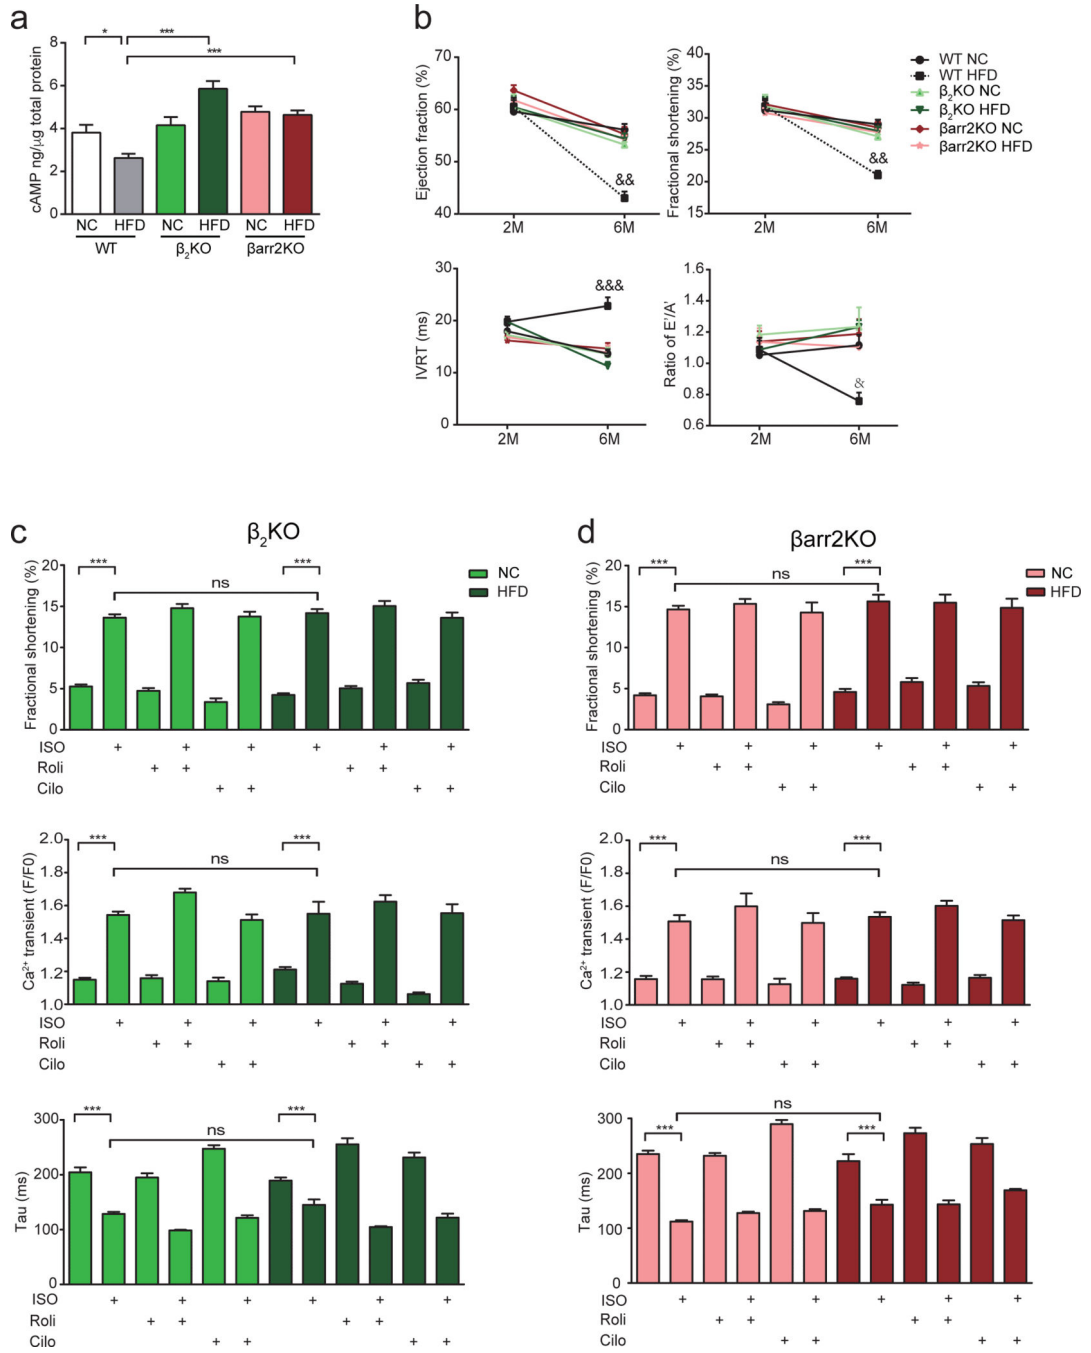 a
cAMP ng/µg total protein
8
6
4
2
0
* *** ***
NC HFD NC HFD NC HFD
WT β₂KO βarr2KO
b
Ejection fraction (%)
70
60
50
40
&&
2M 6M
Fractional shortening (%)
40
35
30
25
20
15
&&
2M 6M
WT NC
WT HFD
β₂KO NC
β₂KO HFD
βarr2KO NC
βarr2KO HFD
IVRT (ms)
30
20
10
0
&&&
2M 6M
Ratio of E'/A'
1.6
1.4
1.2
1.0
0.8
0.6
&
2M 6M
c
β₂KO
NC
HFD
Fractional shortening (%)
20
15
10
5
0
*** ns ***
ISO + + + + + +
Roli + + + +
Cilo + + + +
Ca²⁺ transient (F/F0)
2.0
1.8
1.6
1.4
1.2
1.0
*** ns ***
ISO + + + + + +
Roli + + + +
Cilo + + + +
Tau (ms)
300
200
100
0
*** ns ***
ISO + + + + + +
Roli + + + +
Cilo + + + +
d
βarr2KO
NC
HFD
Fractional shortening (%)
20
15
10
5
0
*** ns ***
ISO + + + + + +
Roli + + + +
Cilo + + + +
Ca²⁺ transient (F/F0)
2.0
1.8
1.6
1.4
1.2
1.0
*** ns ***
ISO + + + + + +
Roli + + + +
Cilo + + + +
Tau (ms)
300
200
100
0
*** ns ***
ISO + + + + + +
Roli + + + +
Cilo + + + +